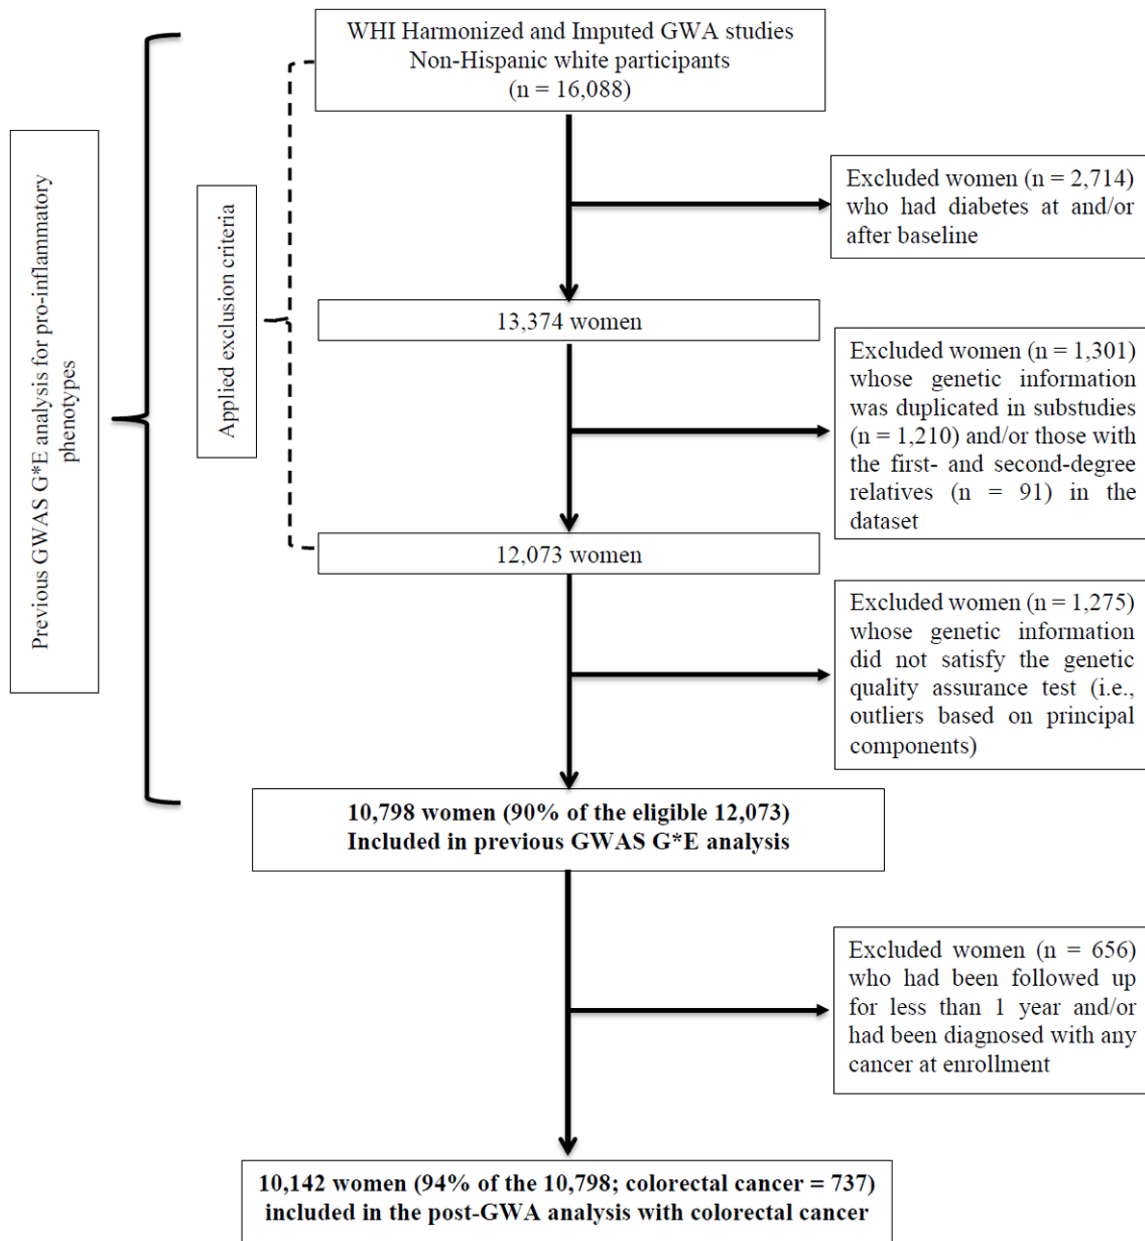 WHI Harmonized and Imputed GWA studies
Non-Hispanic white participants
(n = 16,088)
Excluded women (n = 2,714)
who had diabetes at and/or
after baseline
Previous GWAS G*E analysis for pro-inflammatory
phenotypes
Applied exclusion criteria
13,374 women
Excluded women (n = 1,301)
whose genetic information
was duplicated in substudies
(n = 1,210) and/or those with
the first- and second-degree
relatives (n = 91) in the
dataset
12,073 women
Excluded women (n = 1,275)
whose genetic information
did not satisfy the genetic
quality assurance test (i.e.,
outliers based on principal
components)
10,798 women (90% of the eligible 12,073)
Included in previous GWAS G*E analysis
Excluded women (n = 656)
who had been followed up
for less than 1 year and/or
had been diagnosed with any
cancer at enrollment
10,142 women (94% of the 10,798; colorectal cancer = 737)
included in the post-GWA analysis with colorectal cancer